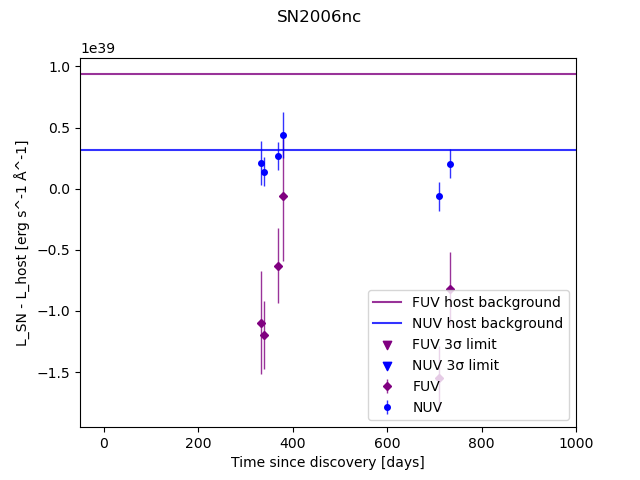 SN2006nc
1e39
1.0
0.5
0.0
−0.5
−1.0
−1.5
L_SN - L_host [erg s^-1 Å^-1]
FUV host background
NUV host background
FUV 3σ limit
NUV 3σ limit
FUV
NUV
0 200 400 600 800 1000
Time since discovery [days]